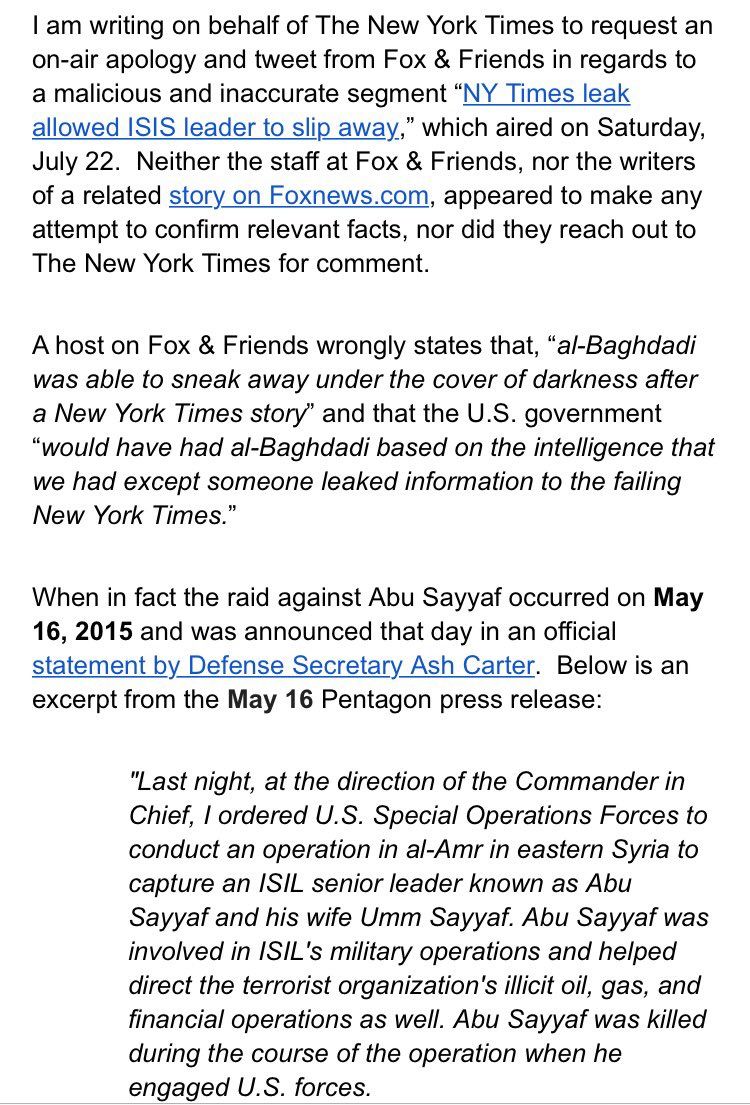 I am writing on behalf of The New York Times to request an
on-air apology and tweet from Fox & Friends in regards to
a malicious and inaccurate segment “NY Times leak
allowed ISIS leader to slip away,” which aired on Saturday,
July 22.  Neither the staff at Fox & Friends, nor the writers
of a related story on Foxnews.com, appeared to make any
attempt to confirm relevant facts, nor did they reach out to
The New York Times for comment.
A host on Fox & Friends wrongly states that, “al-Baghdadi
was able to sneak away under the cover of darkness after
a New York Times story” and that the U.S. government
“would have had al-Baghdadi based on the intelligence that
we had except someone leaked information to the failing
New York Times.”
When in fact the raid against Abu Sayyaf occurred on May
16, 2015 and was announced that day in an official
statement by Defense Secretary Ash Carter.  Below is an
excerpt from the May 16 Pentagon press release:
"Last night, at the direction of the Commander in
Chief, I ordered U.S. Special Operations Forces to
conduct an operation in al-Amr in eastern Syria to
capture an ISIL senior leader known as Abu
Sayyaf and his wife Umm Sayyaf. Abu Sayyaf was
involved in ISIL's military operations and helped
direct the terrorist organization's illicit oil, gas, and
financial operations as well. Abu Sayyaf was killed
during the course of the operation when he
engaged U.S. forces.